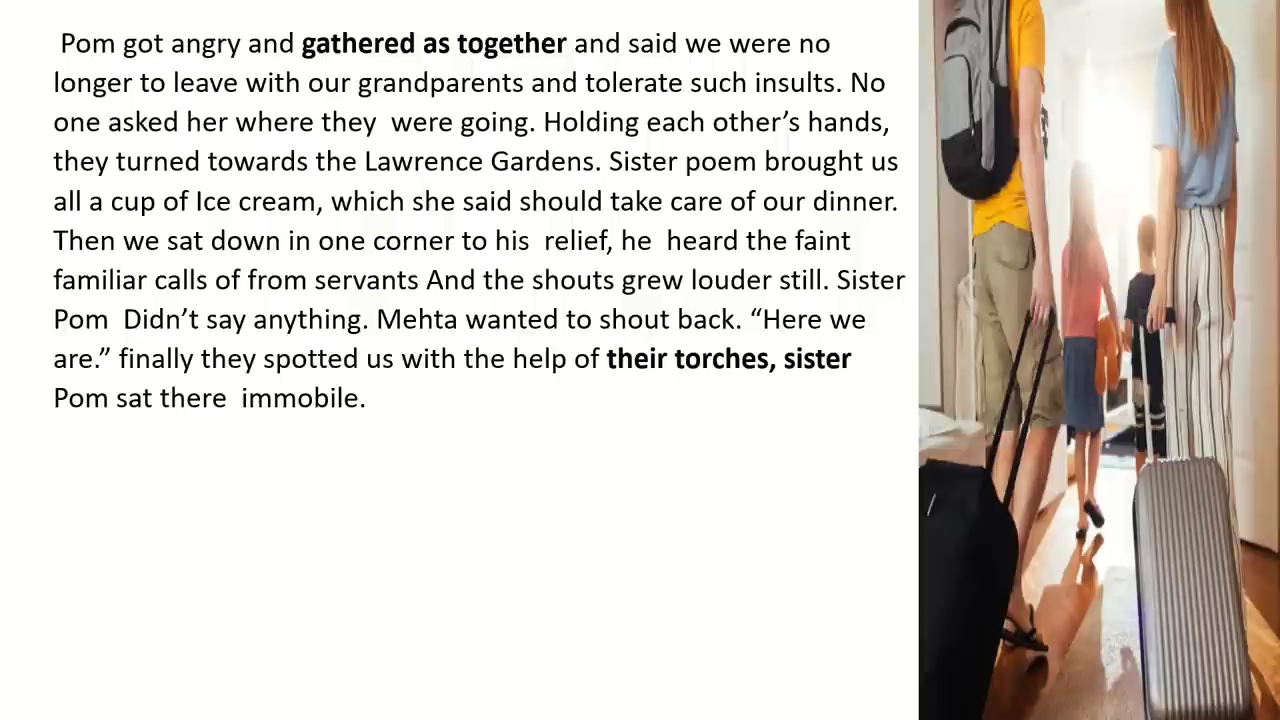 Pom got angry and gathered as together and said we were no
longer to leave with our grandparents and tolerate such insults. No
one asked her where they were going. Holding each other’s hands,
they turned towards the Lawrence Gardens. Sister poem brought us
all a cup of Ice cream, which she said should take care of our dinner.
Then we sat down in one corner to his relief, he heard the faint
familiar calls of from servants And the shouts grew louder still. Sister
Pom Didn’t say anything. Mehta wanted to shout back. “Here we
are.” finally they spotted us with the help of their torches, sister
Pom sat there immobile.